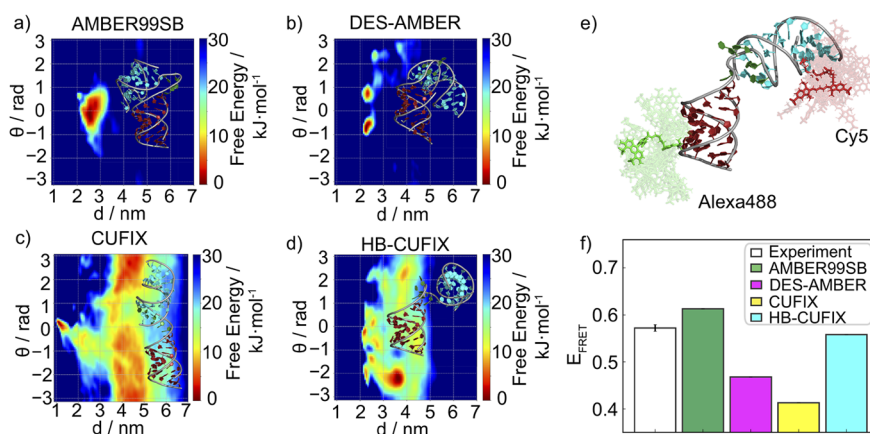 a) AMBER99SB
θ / rad
3
2
1
0
-1
-2
-3
1 2 3 4 5 6 7
d / nm
30
20
10
0
Free Energy /
kJ·mol⁻¹
b) DES-AMBER
θ / rad
3
2
1
0
-1
-2
-3
1 2 3 4 5 6 7
d / nm
30
20
10
0
Free Energy /
kJ·mol⁻¹
c) CUFIX
θ / rad
3
2
1
0
-1
-2
-3
1 2 3 4 5 6 7
d / nm
30
20
10
0
Free Energy /
kJ·mol⁻¹
d) HB-CUFIX
θ / rad
3
2
1
0
-1
-2
-3
1 2 3 4 5 6 7
d / nm
30
20
10
0
Free Energy /
kJ·mol⁻¹
e)
Cy5
Alexa488
f)
E_FRET
0.7
0.6
0.5
0.4
Experiment
AMBER99SB
DES-AMBER
CUFIX
HB-CUFIX